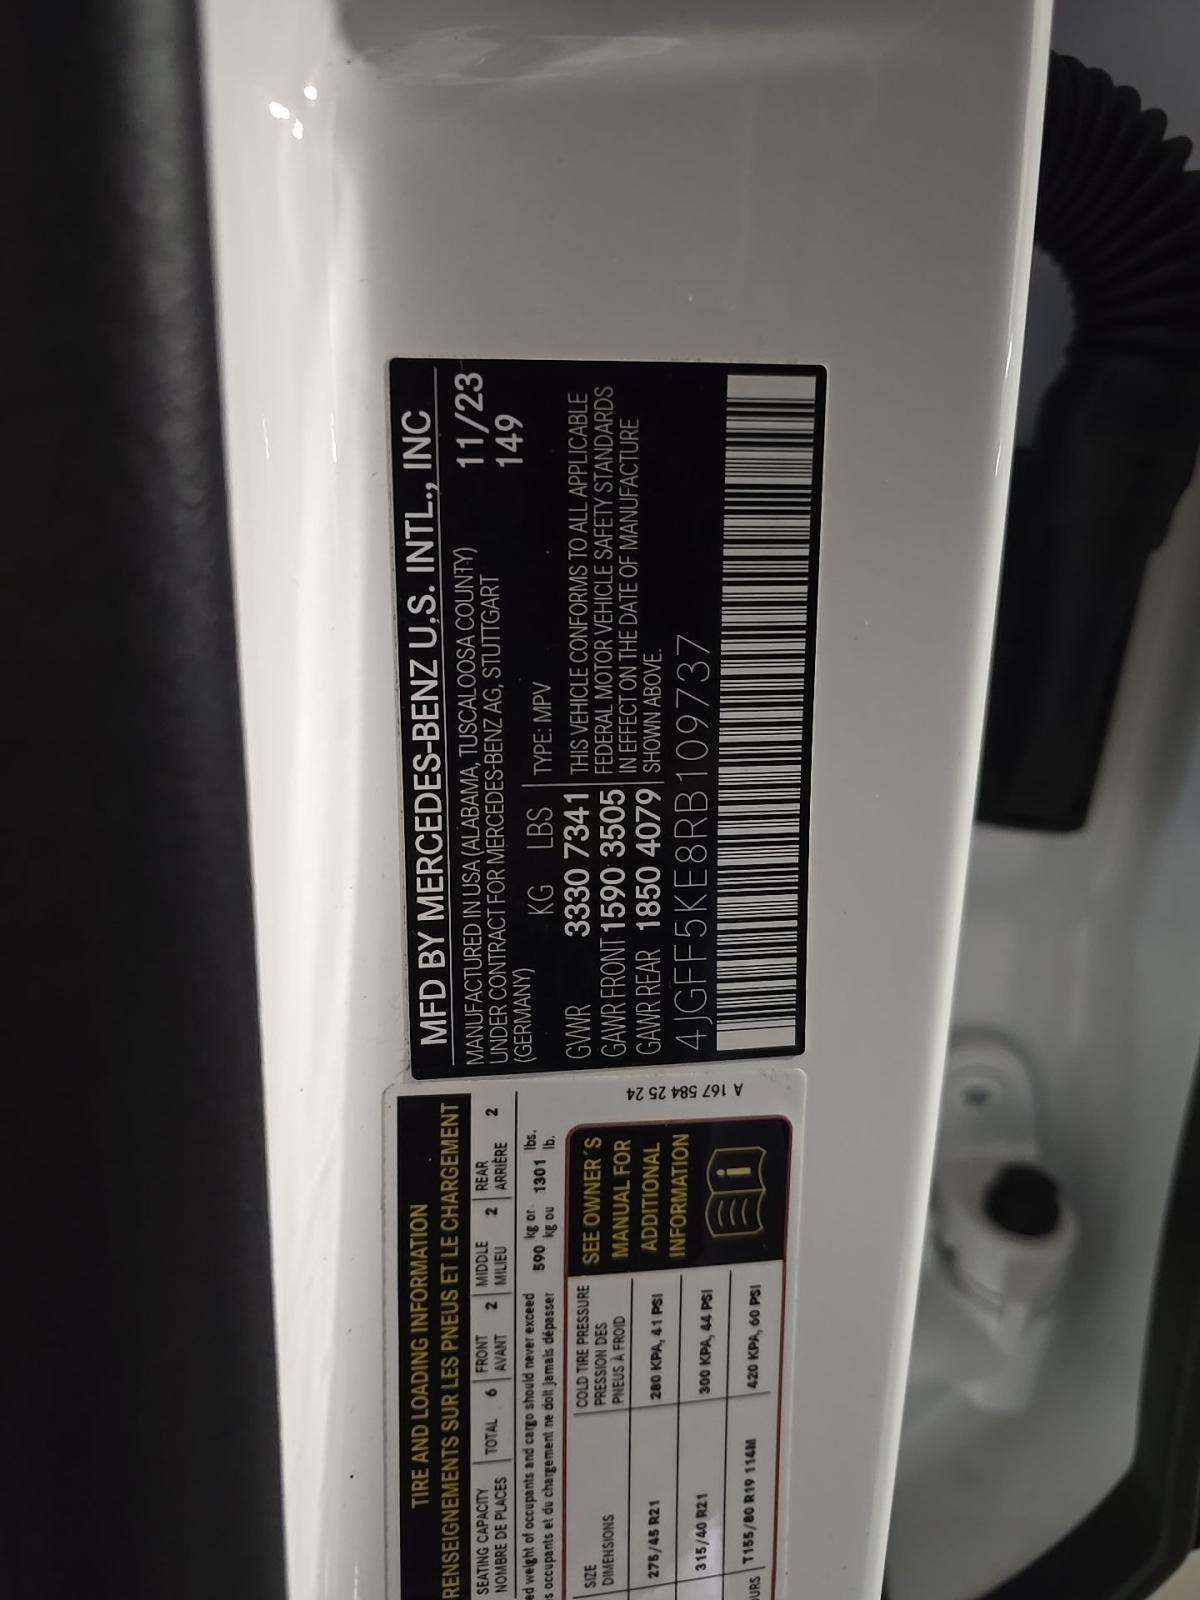 MFD BY MERCEDES-BENZ U.S. INTL., INC
MANUFACTURED IN USA (ALABAMA, TUSCALOOSA COUNTY) 11/23
UNDER CONTRACT FOR MERCEDES-BENZ AG, STUTTGART 149
(GERMANY)
KG LBS TYPE: MPV
GVWR 3330 7341 THIS VEHICLE CONFORMS TO ALL APPLICABLE
GAWR FRONT 1590 3505 FEDERAL MOTOR VEHICLE SAFETY STANDARDS
GAWR REAR 1850 4079 IN EFFECT ON THE DATE OF MANUFACTURE
SHOWN ABOVE.
4JGFF5KE8RB109737
TIRE AND LOADING INFORMATION
RENSEIGNEMENTS SUR LES PNEUS ET LE CHARGEMENT
SEATING CAPACITY TOTAL 6 FRONT 2 MIDDLE 2 REAR 2
NOMBRE DE PLACES AVANT MILIEU ARRIÈRE
weight of occupants and cargo should never exceed 590 kg or 1301 lbs.
occupants et du chargement ne doit jamais dépasser kg ou lb.
SIZE COLD TIRE PRESSURE
DIMENSIONS PRESSION DES
PNEUS À FROID
275/45 R21 280 KPA, 41 PSI
315/40 R21 300 KPA, 44 PSI
T155/80 R19 114M 420 KPA, 60 PSI
SEE OWNER´S
MANUAL FOR
ADDITIONAL
INFORMATION
i
A 167 584 25 24